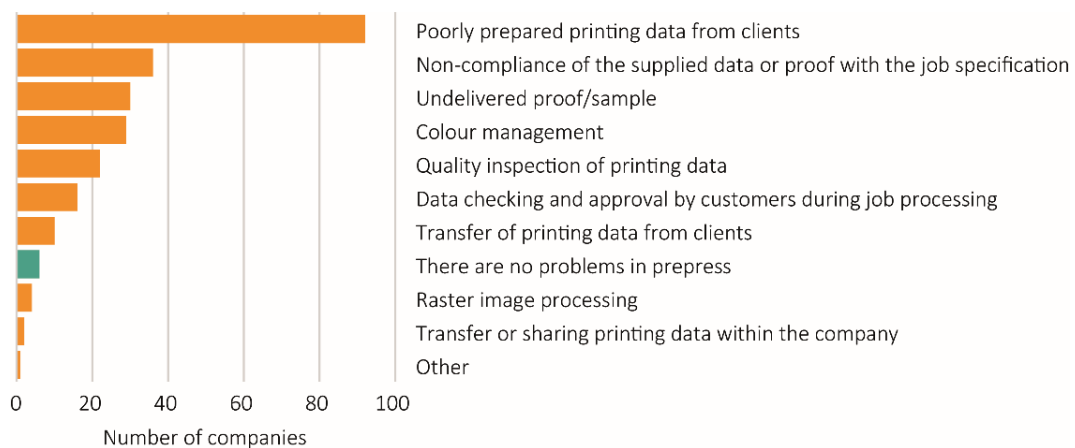 Poorly prepared printing data from clients
Non-compliance of the supplied data or proof with the job specification
Undelivered proof/sample
Colour management
Quality inspection of printing data
Data checking and approval by customers during job processing
Transfer of printing data from clients
There are no problems in prepress
Raster image processing
Transfer or sharing printing data within the company
Other
0 20 40 60 80 100
Number of companies